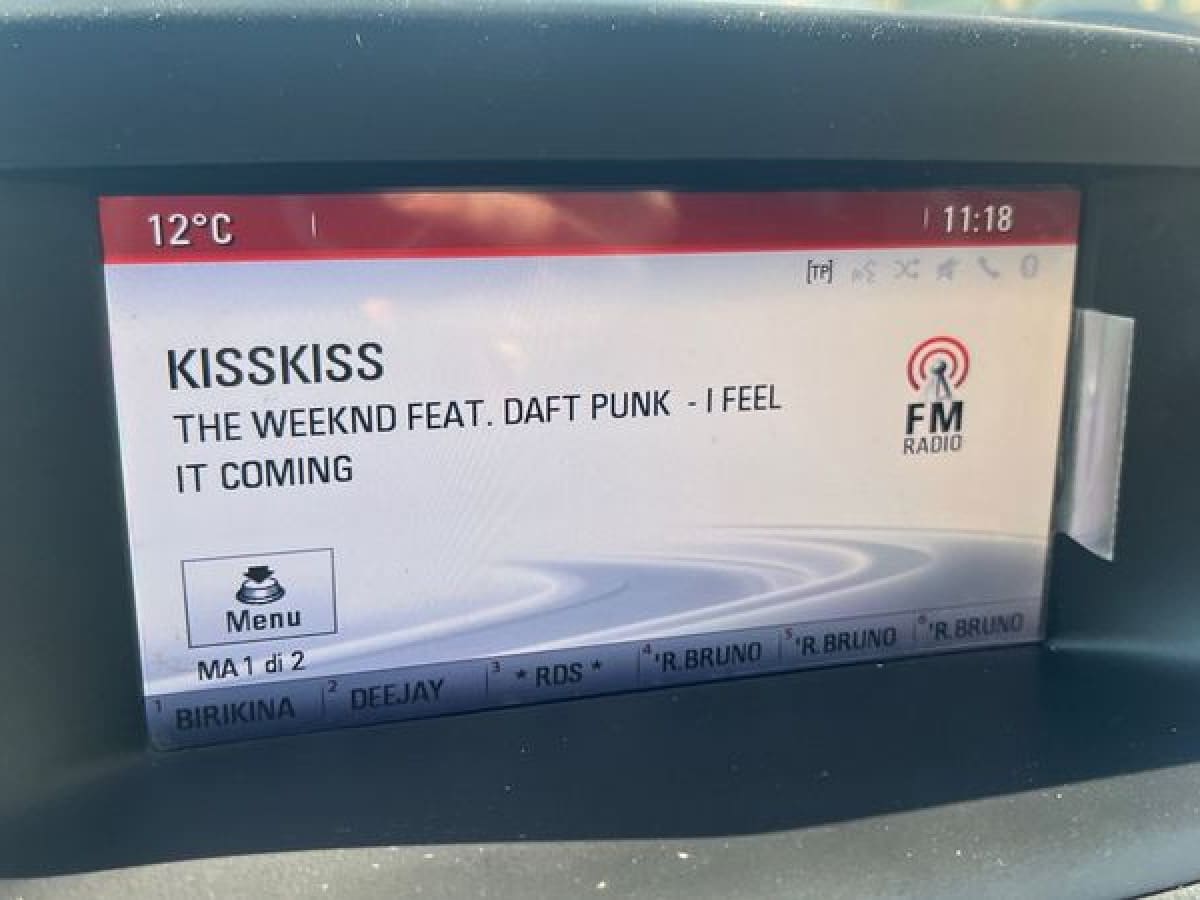 12°C 11:18
[TP]
KISSKISS
THE WEEKND FEAT. DAFT PUNK - I FEEL
IT COMING
FM
RADIO
Menu
MA 1 di 2
1 BIRIKINA 2 DEEJAY 3 * RDS * 4 'R.BRUNO 5 'R.BRUNO 6 'R.BRUNO